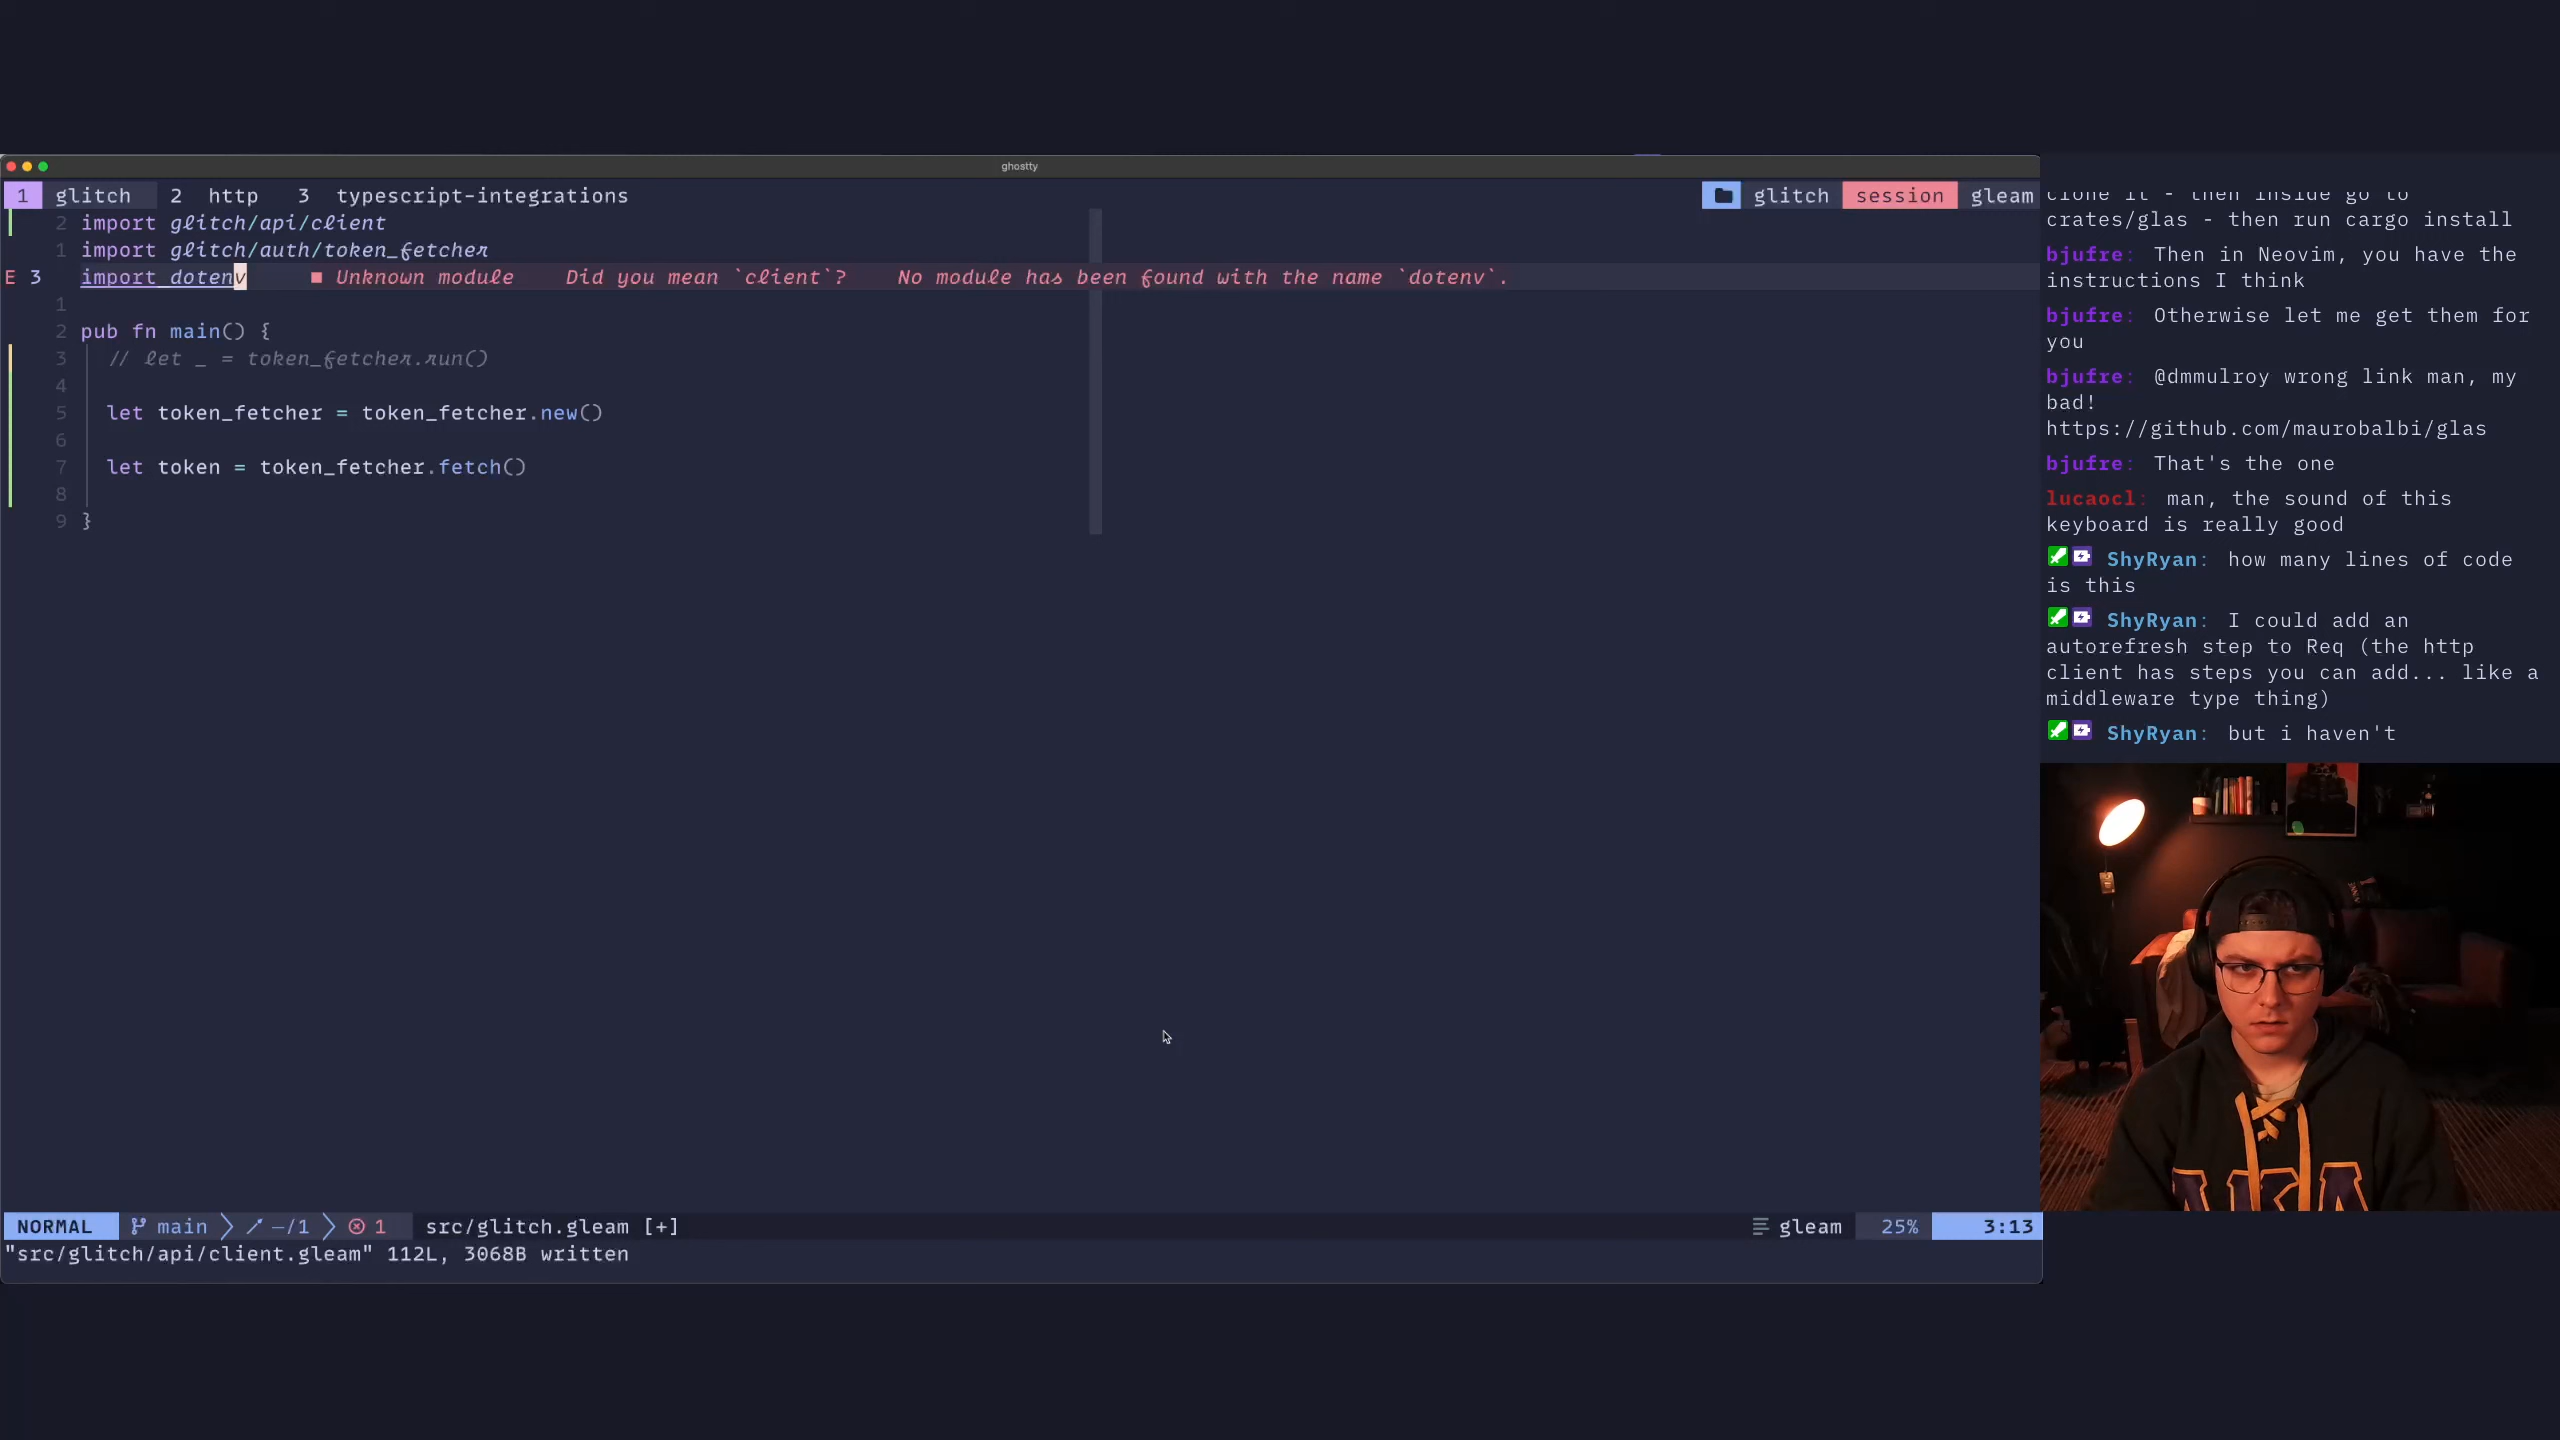 ghostty
1 glitch 2 http 3 typescript-integrations glitch session gleam
2 import glitch/api/client
1 import glitch/auth/token_fetcher
E 3 import dotenv ■ Unknown module Did you mean `client`? No module has been found with the name `dotenv`.
1
2 pub fn main() {
3 // let _ = token_fetcher.run()
4
5 let token_fetcher = token_fetcher.new()
6
7 let token = token_fetcher.fetch()
8
9 }
NORMAL main −/1 1 src/glitch.gleam [+] gleam 25% 3:13
"src/glitch/api/client.gleam" 112L, 3068B written
clone it - then inside go to
crates/glas - then run cargo install
bjufre: Then in Neovim, you have the
instructions I think
bjufre: Otherwise let me get them for
you
bjufre: @dmmulroy wrong link man, my
bad!
https://github.com/maurobalbi/glas
bjufre: That's the one
lucaocl: man, the sound of this
keyboard is really good
ShyRyan: how many lines of code
is this
ShyRyan: I could add an
autorefresh step to Req (the http
client has steps you can add... like a
middleware type thing)
ShyRyan: but i haven't